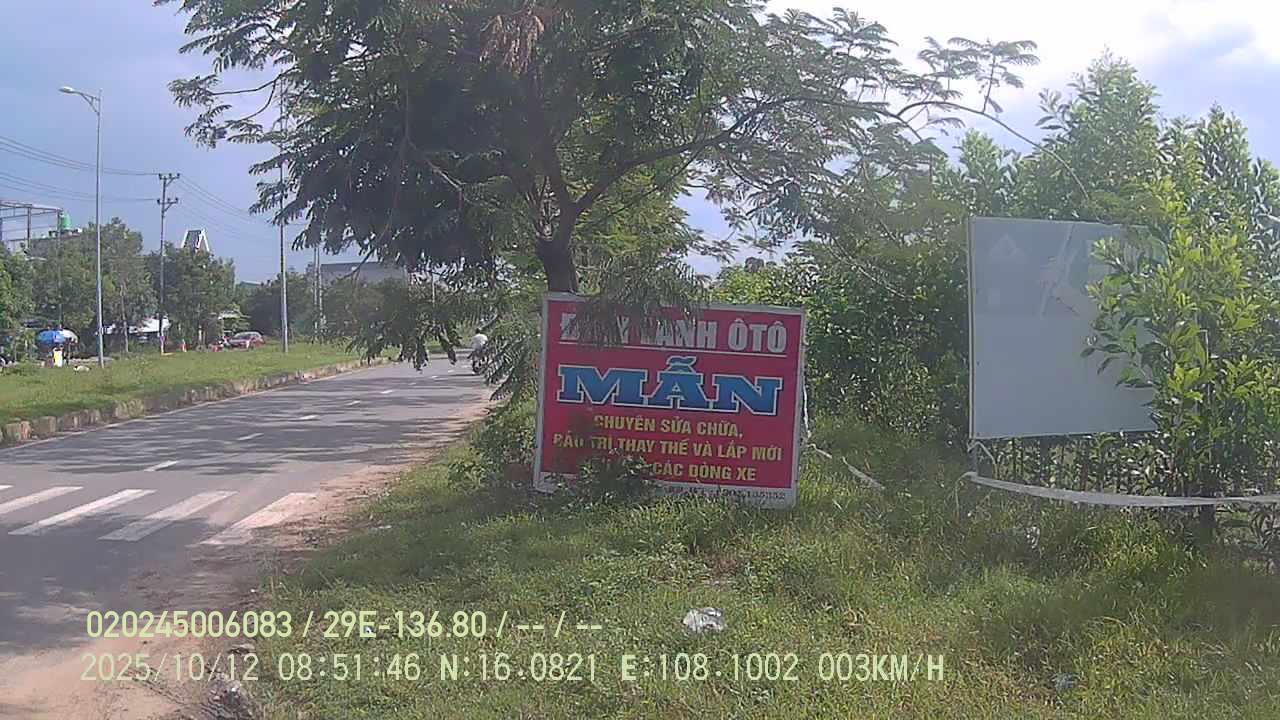 ÔTÔ
MẪN
CHUYÊN SỬA CHỮA,
BẢO TRÌ, THAY THẾ VÀ LẮP MỚI
CÁC DÒNG XE
020245006083 / 29E-136.80 / -- / --
2025/10/12 08:51:46 N:16.0821 E:108.1002 003KM/H